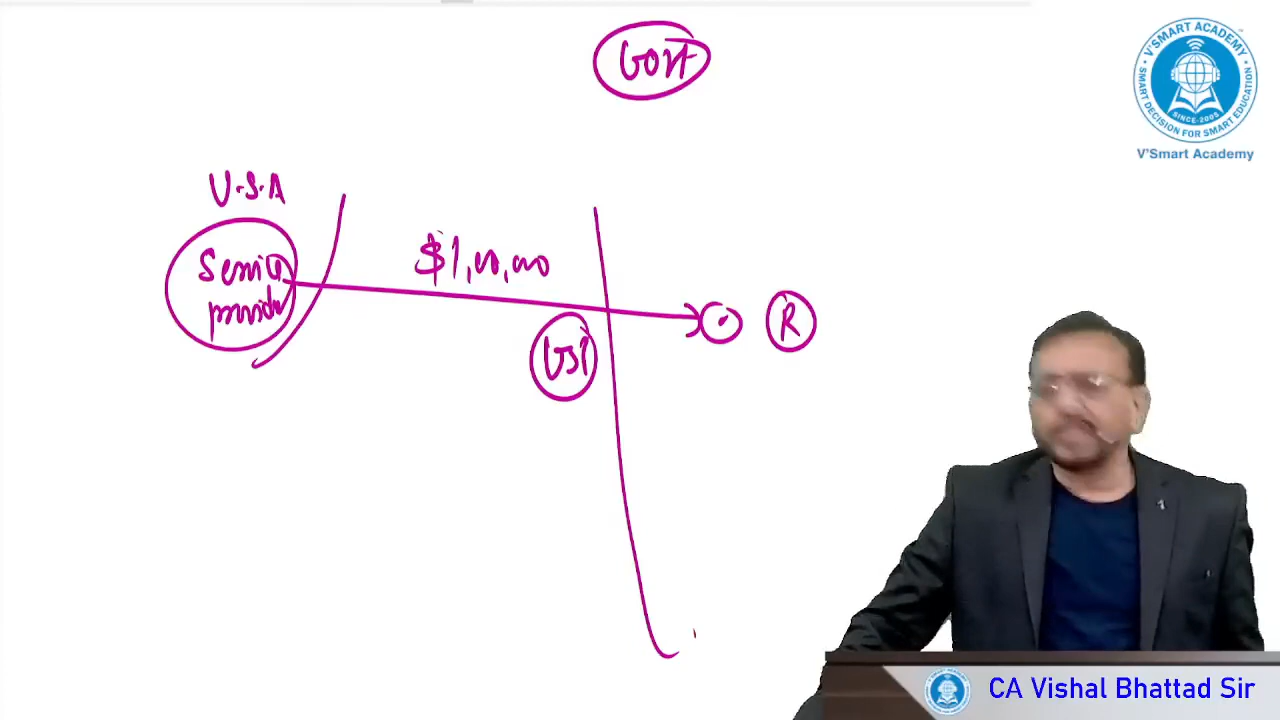 Govt
V'SMART ACADEMY
SMART DECISION FOR SMART EDUCATION
SINCE-2005
V'Smart Academy
U.S.A
Service
provider
$1,00,000
GST
R
CA Vishal Bhattad Sir